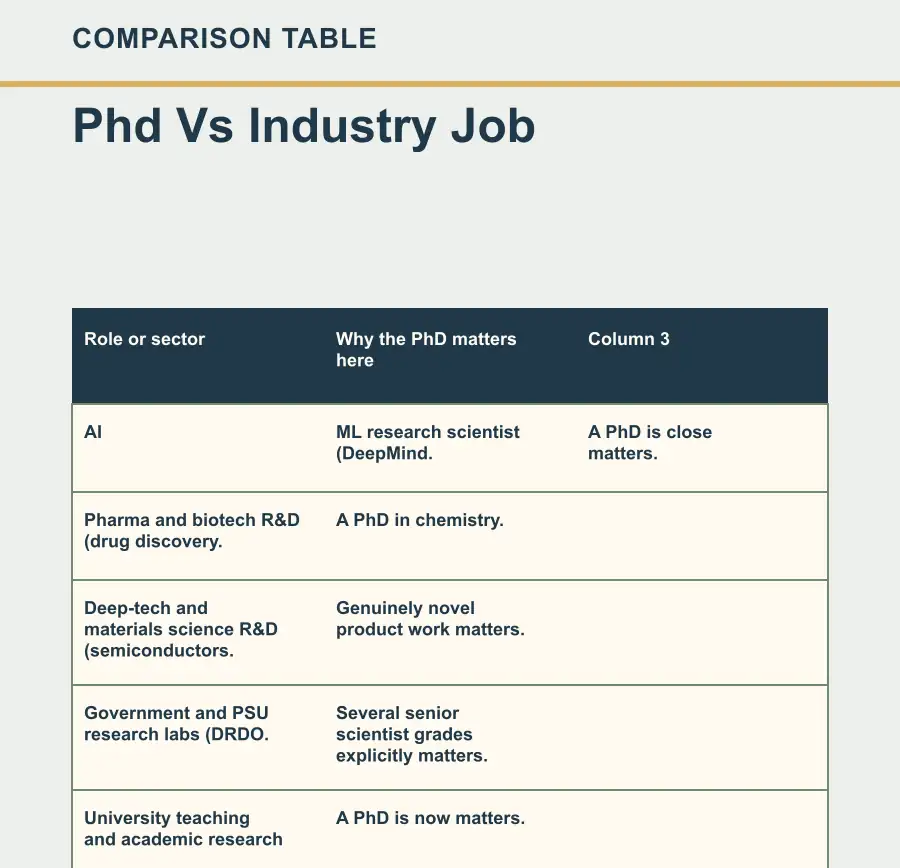 COMPARISON TABLE
Phd Vs Industry Job
Role or sector
Why the PhD matters
here
Column 3
AI
ML research scientist
(DeepMind.
A PhD is close
matters.
Pharma and biotech R&D
(drug discovery.
A PhD in chemistry.
Deep-tech and
materials science R&D
(semiconductors.
Genuinely novel
product work matters.
Government and PSU
research labs (DRDO.
Several senior
scientist grades
explicitly matters.
University teaching
and academic research
A PhD is now matters.